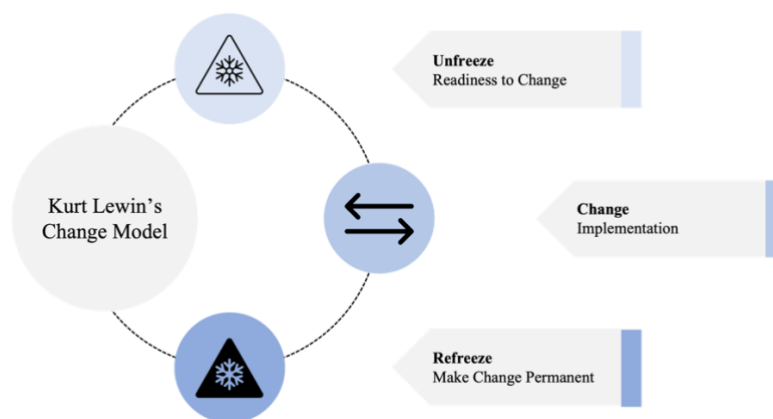 Kurt Lewin’s
Change Model
Unfreeze
Readiness to Change
Change
Implementation
Refreeze
Make Change Permanent